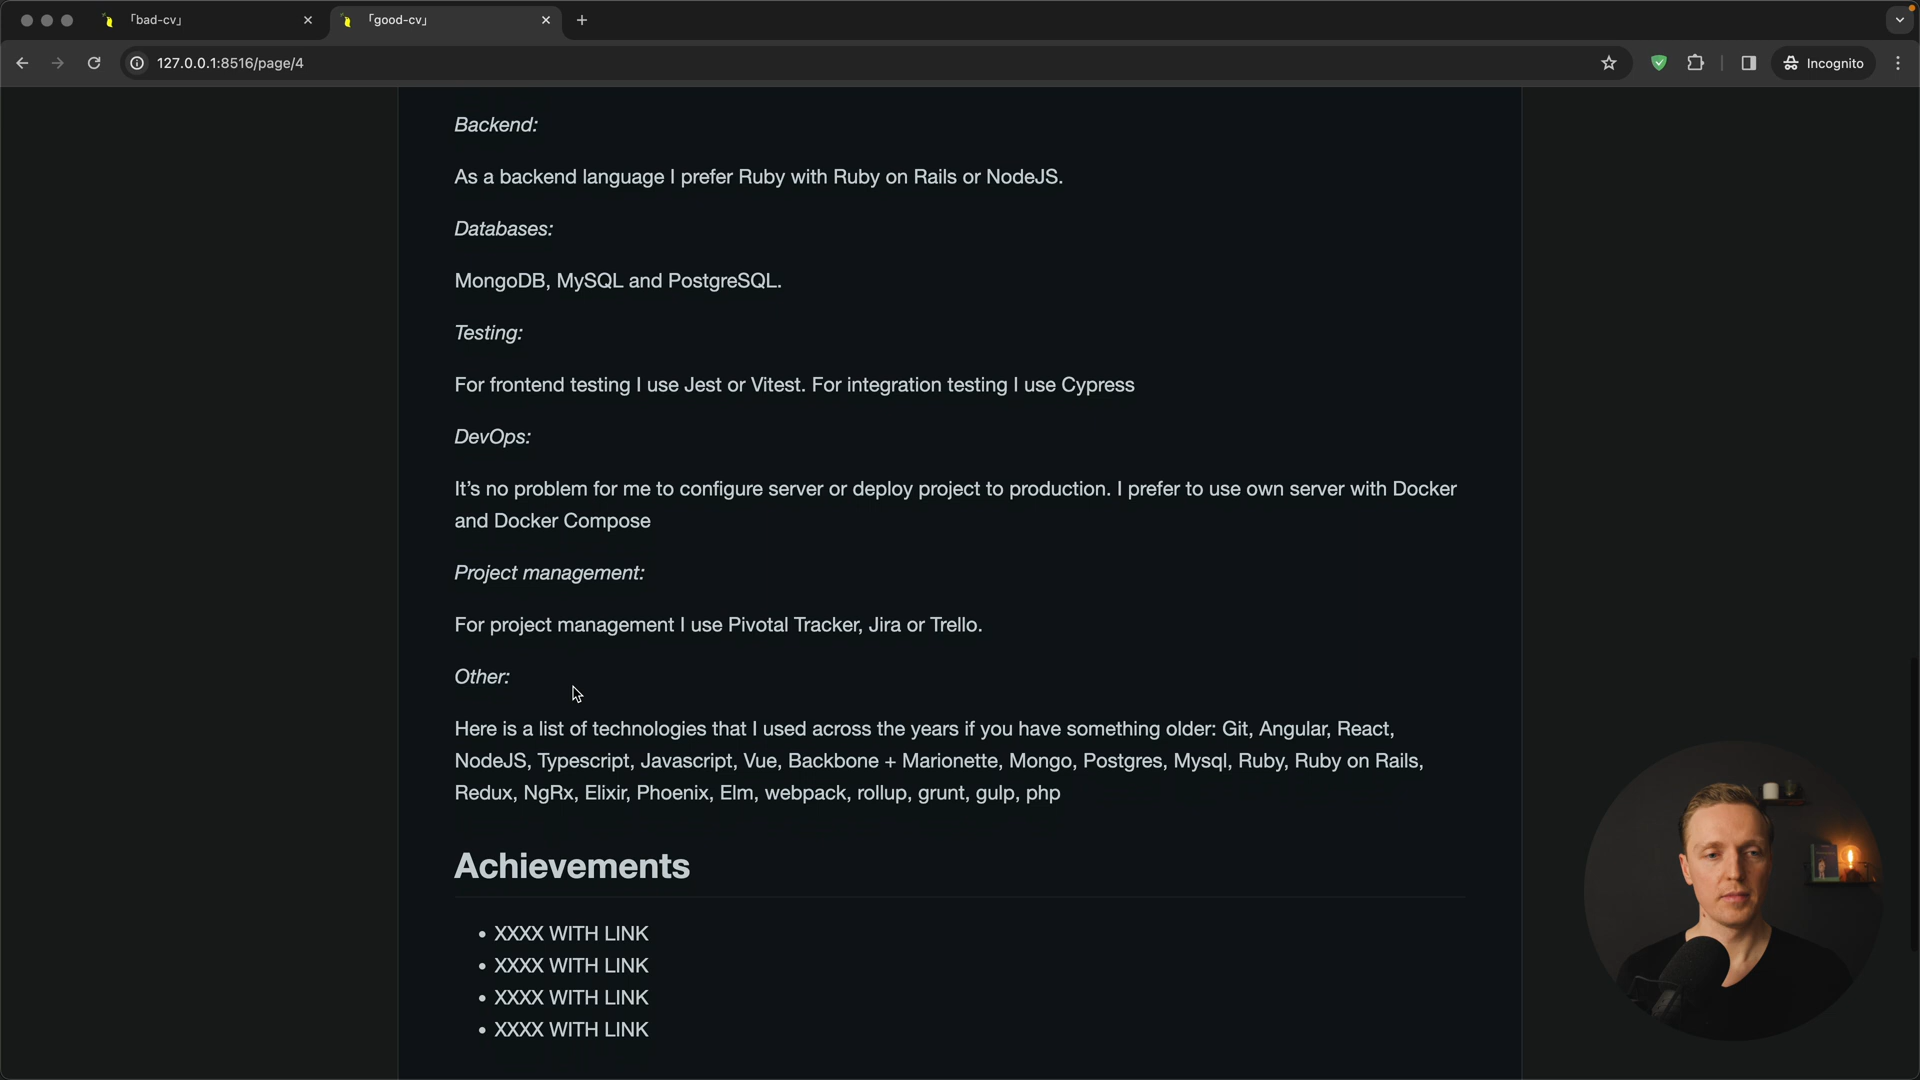 「bad-cv」
「good-cv」
127.0.0.1:8516/page/4
Incognito
Backend:
As a backend language I prefer Ruby with Ruby on Rails or NodeJS.
Databases:
MongoDB, MySQL and PostgreSQL.
Testing:
For frontend testing I use Jest or Vitest. For integration testing I use Cypress
DevOps:
It’s no problem for me to configure server or deploy project to production. I prefer to use own server with Docker
and Docker Compose
Project management:
For project management I use Pivotal Tracker, Jira or Trello.
Other:
Here is a list of technologies that I used across the years if you have something older: Git, Angular, React,
NodeJS, Typescript, Javascript, Vue, Backbone + Marionette, Mongo, Postgres, Mysql, Ruby, Ruby on Rails,
Redux, NgRx, Elixir, Phoenix, Elm, webpack, rollup, grunt, gulp, php
Achievements
• XXXX WITH LINK
• XXXX WITH LINK
• XXXX WITH LINK
• XXXX WITH LINK